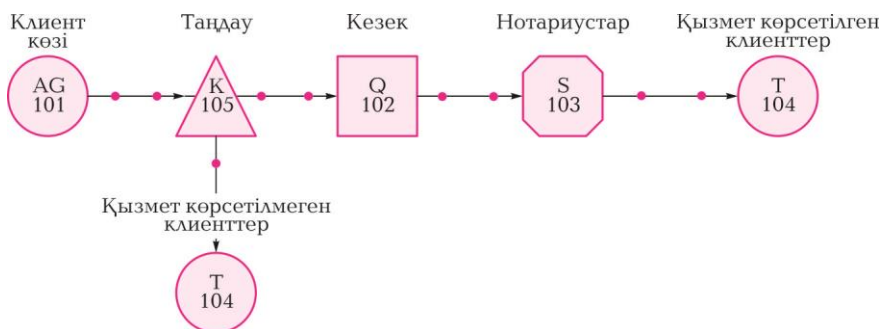 Клиент
көзі
Таңдау
Кезек
Нотариустар
Қызмет көрсетілген
клиенттер
AG
101
K
105
Q
102
S
103
T
104
Қызмет көрсетілмеген
клиенттер
T
104